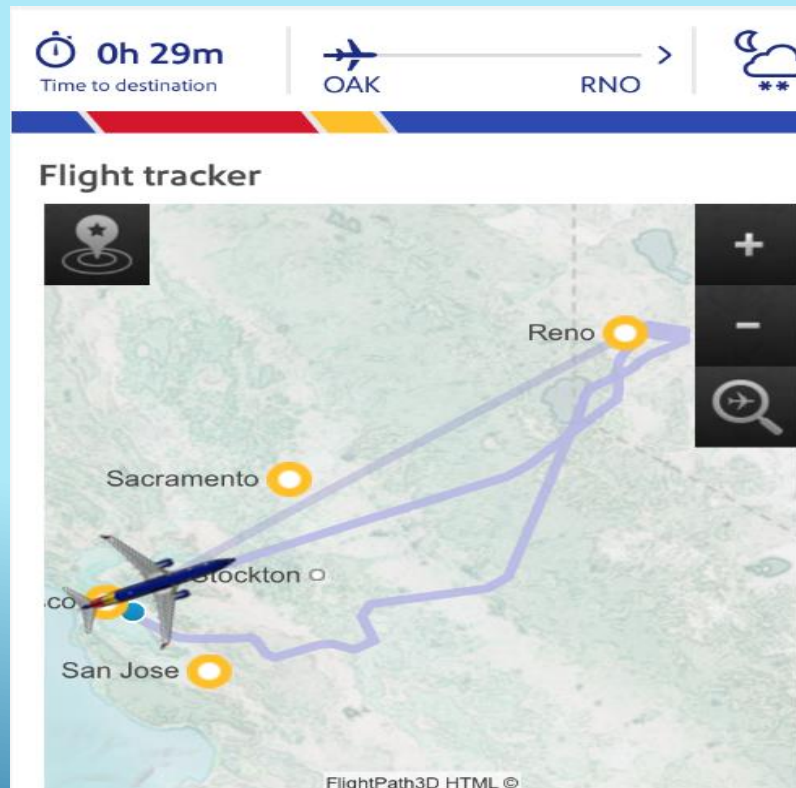 0h 29m
Time to destination
OAK
RNO
Flight tracker
Reno
Sacramento
Stockton
co
San Jose
FlightPath3D HTML ©